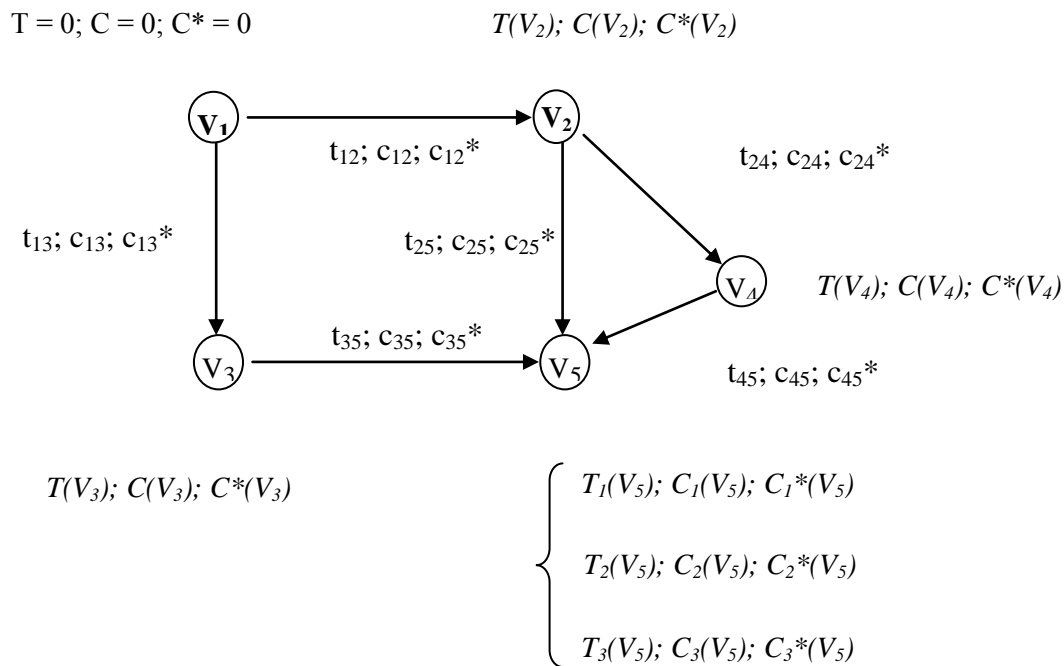 T = 0; C = 0; C* = 0
T(V₂); C(V₂); C*(V₂)
V₁
V₂
t₁₂; c₁₂; c₁₂*
t₂₄; c₂₄; c₂₄*
t₁₃; c₁₃; c₁₃*
t₂₅; c₂₅; c₂₅*
V₄
T(V₄); C(V₄); C*(V₄)
t₃₅; c₃₅; c₃₅*
V₃
V₅
t₄₅; c₄₅; c₄₅*
T(V₃); C(V₃); C*(V₃)
T₁(V₅); C₁(V₅); C₁*(V₅)
T₂(V₅); C₂(V₅); C₂*(V₅)
T₃(V₅); C₃(V₅); C₃*(V₅)